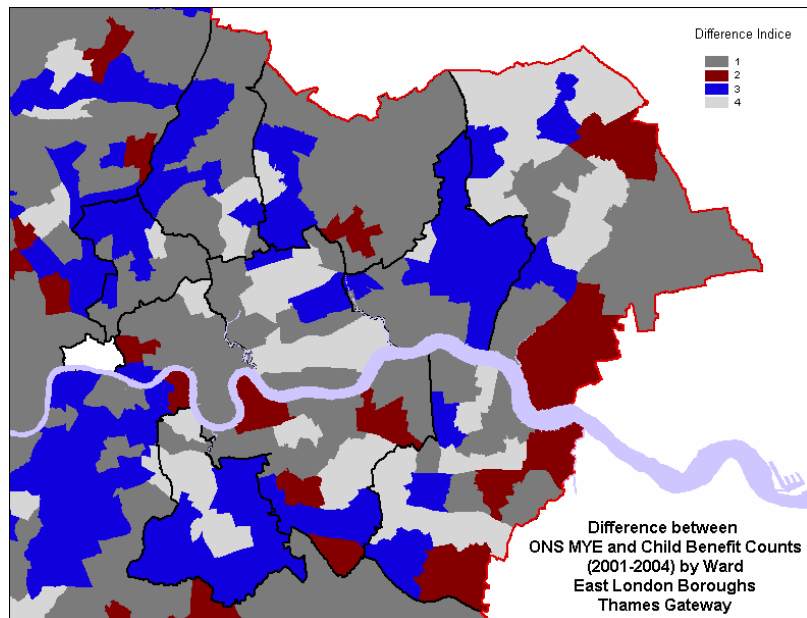 Difference Indice
1
2
3
4
Difference between
ONS MYE and Child Benefit Counts
(2001-2004) by Ward
East London Boroughs
Thames Gateway